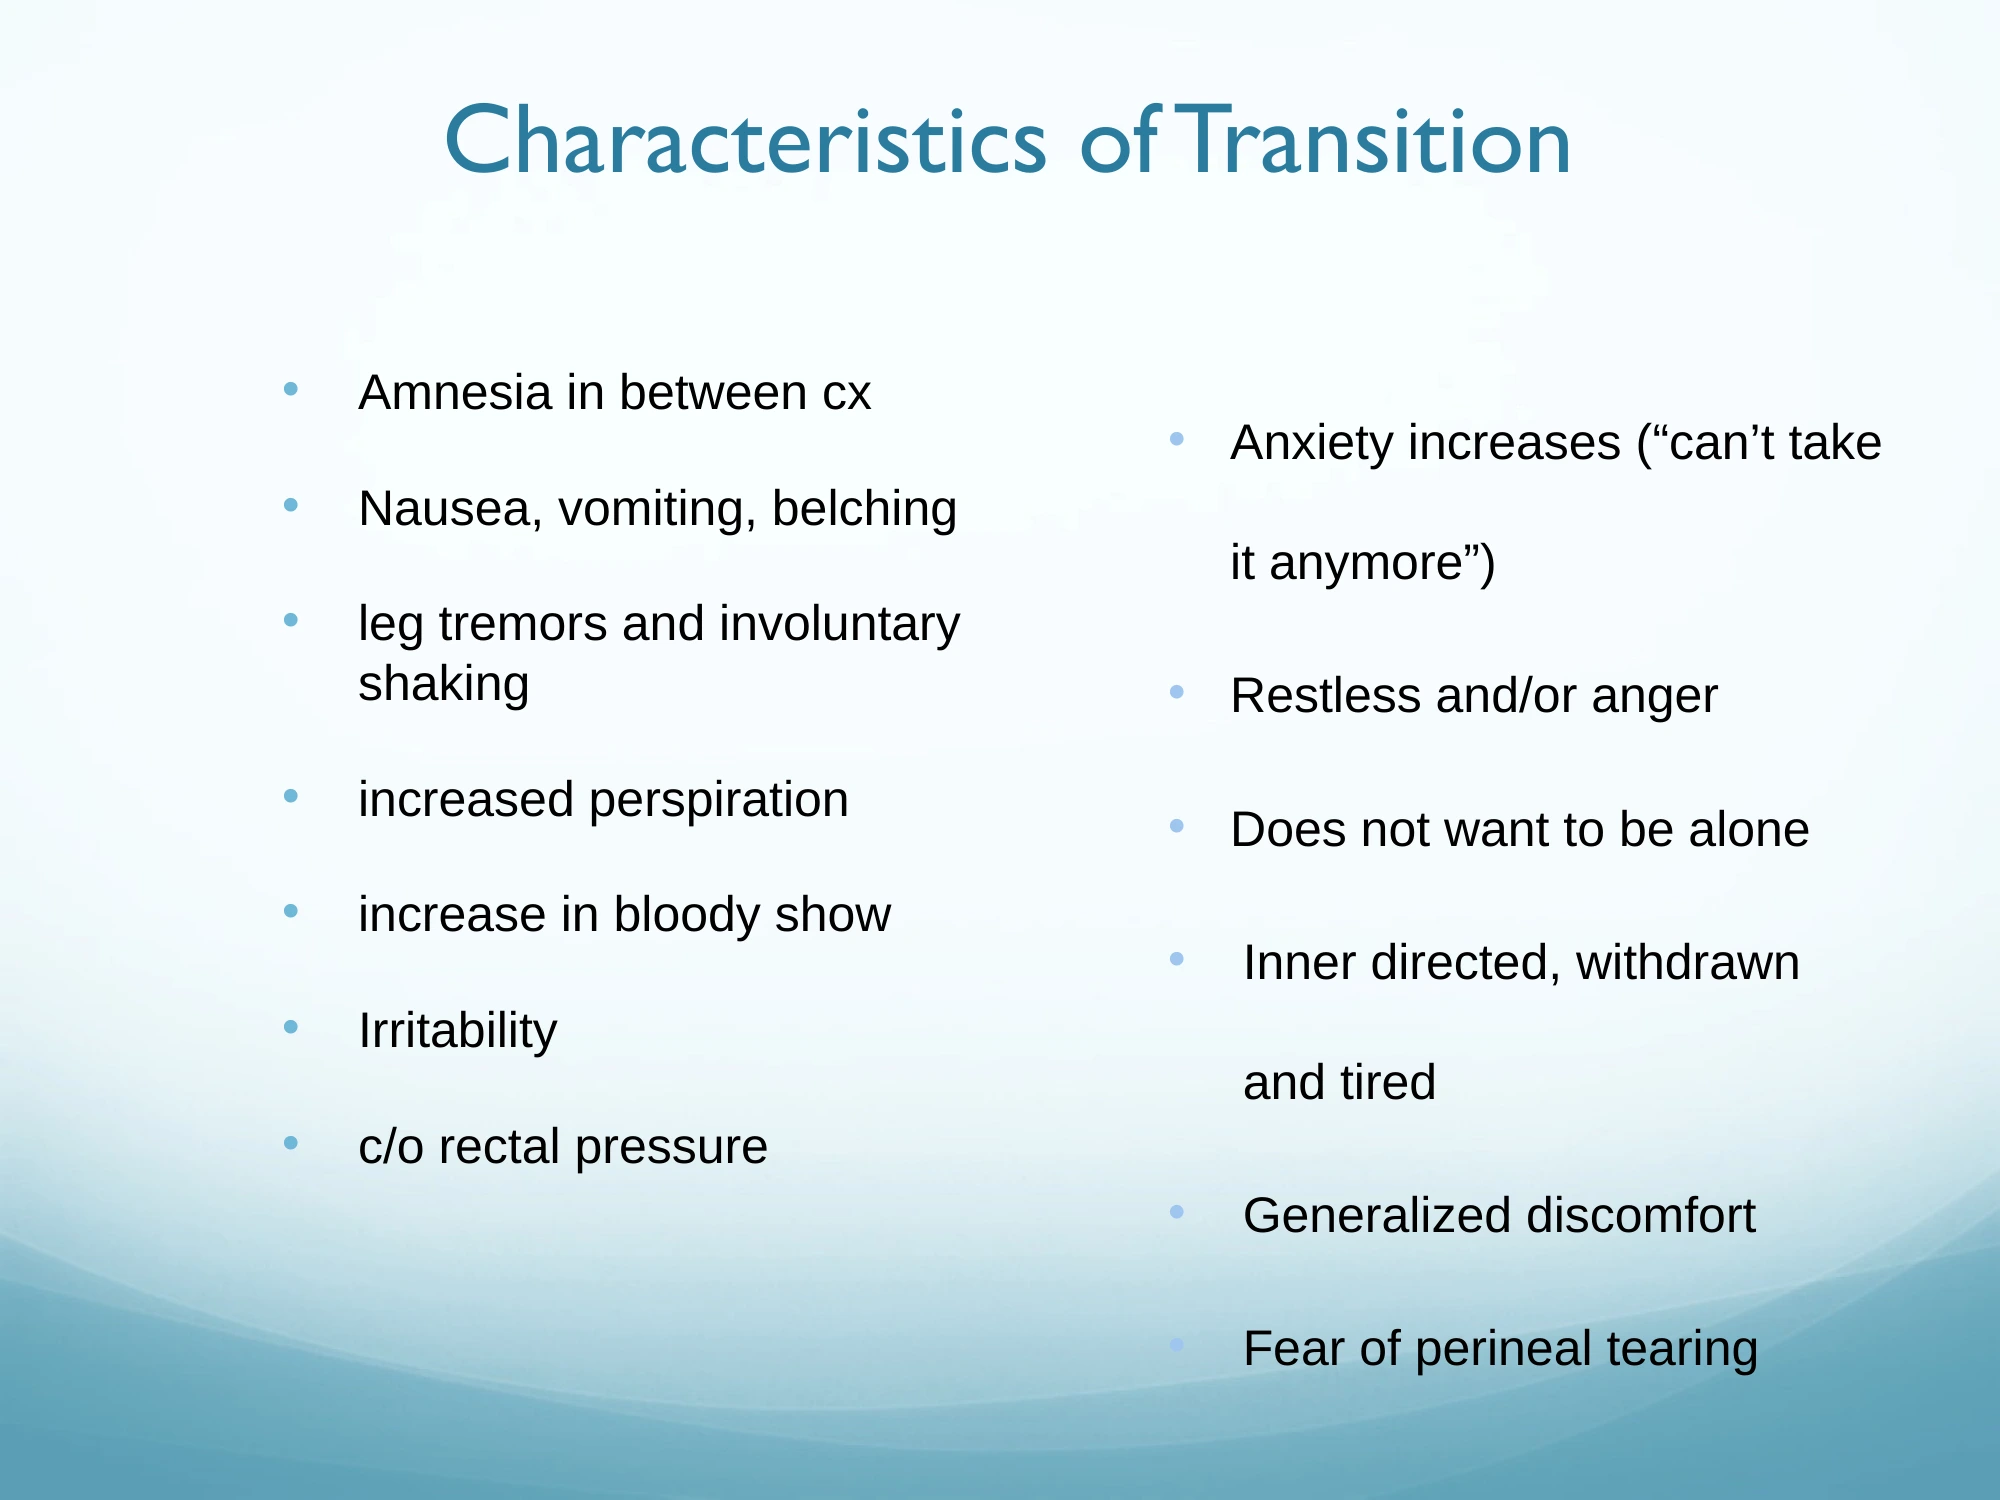 Characteristics of Transition
• Amnesia in between cx
• Nausea, vomiting, belching
• leg tremors and involuntary
shaking
• increased perspiration
• increase in bloody show
• Irritability
• c/o rectal pressure
• Anxiety increases (“can’t take
it anymore”)
• Restless and/or anger
• Does not want to be alone
• Inner directed, withdrawn
and tired
• Generalized discomfort
• Fear of perineal tearing